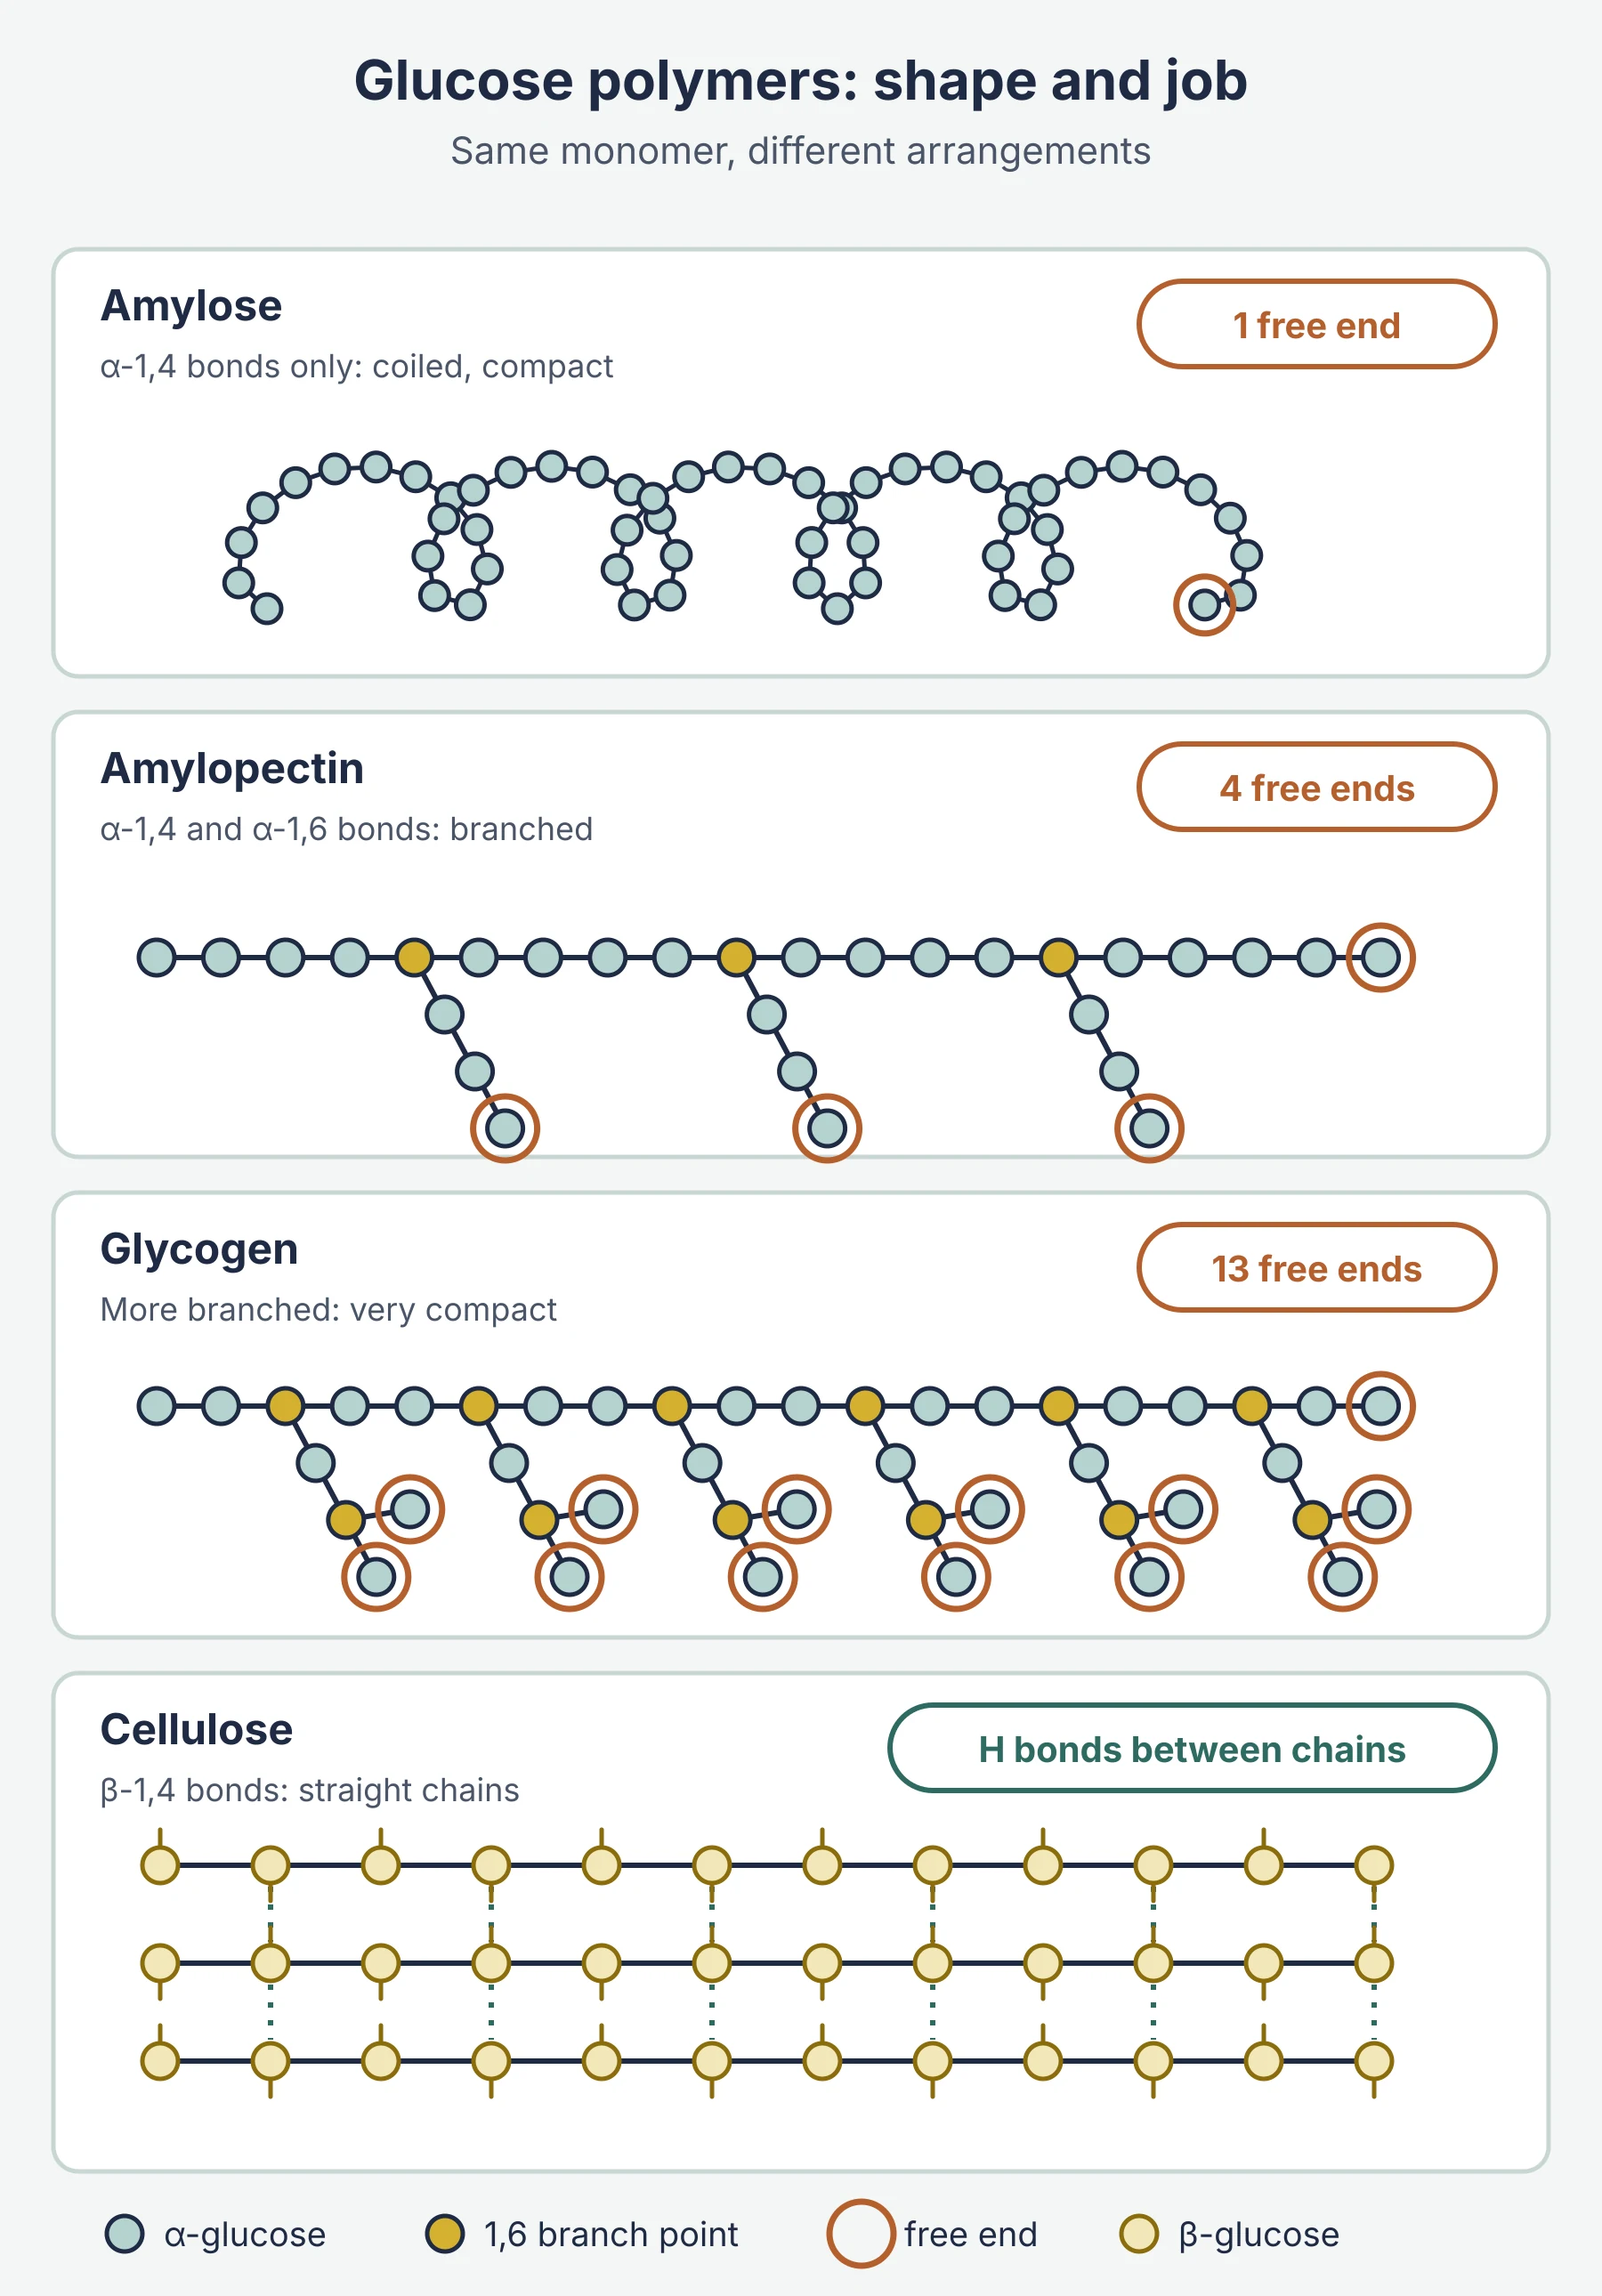 Glucose polymers: shape and job
Same monomer, different arrangements
Amylose
1 free end
α-1,4 bonds only: coiled, compact
Amylopectin
4 free ends
α-1,4 and α-1,6 bonds: branched
Glycogen
13 free ends
More branched: very compact
Cellulose
H bonds between chains
β-1,4 bonds: straight chains
α-glucose
1,6 branch point
free end
β-glucose